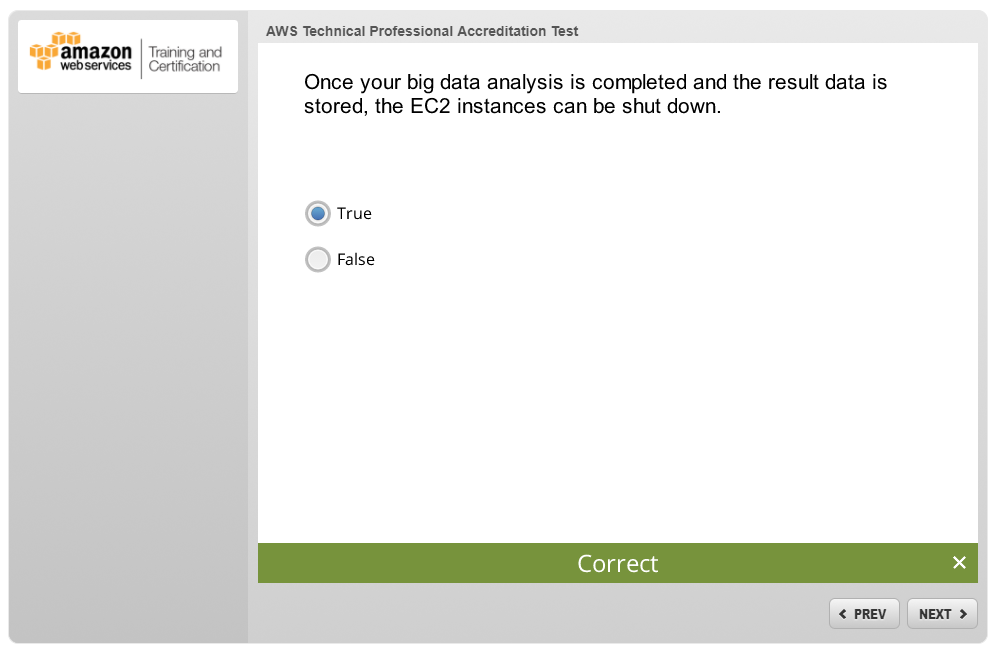 amazon
webservices
Training and
Certification
AWS Technical Professional Accreditation Test
Once your big data analysis is completed and the result data is
stored, the EC2 instances can be shut down.
True
False
Correct
PREV
NEXT